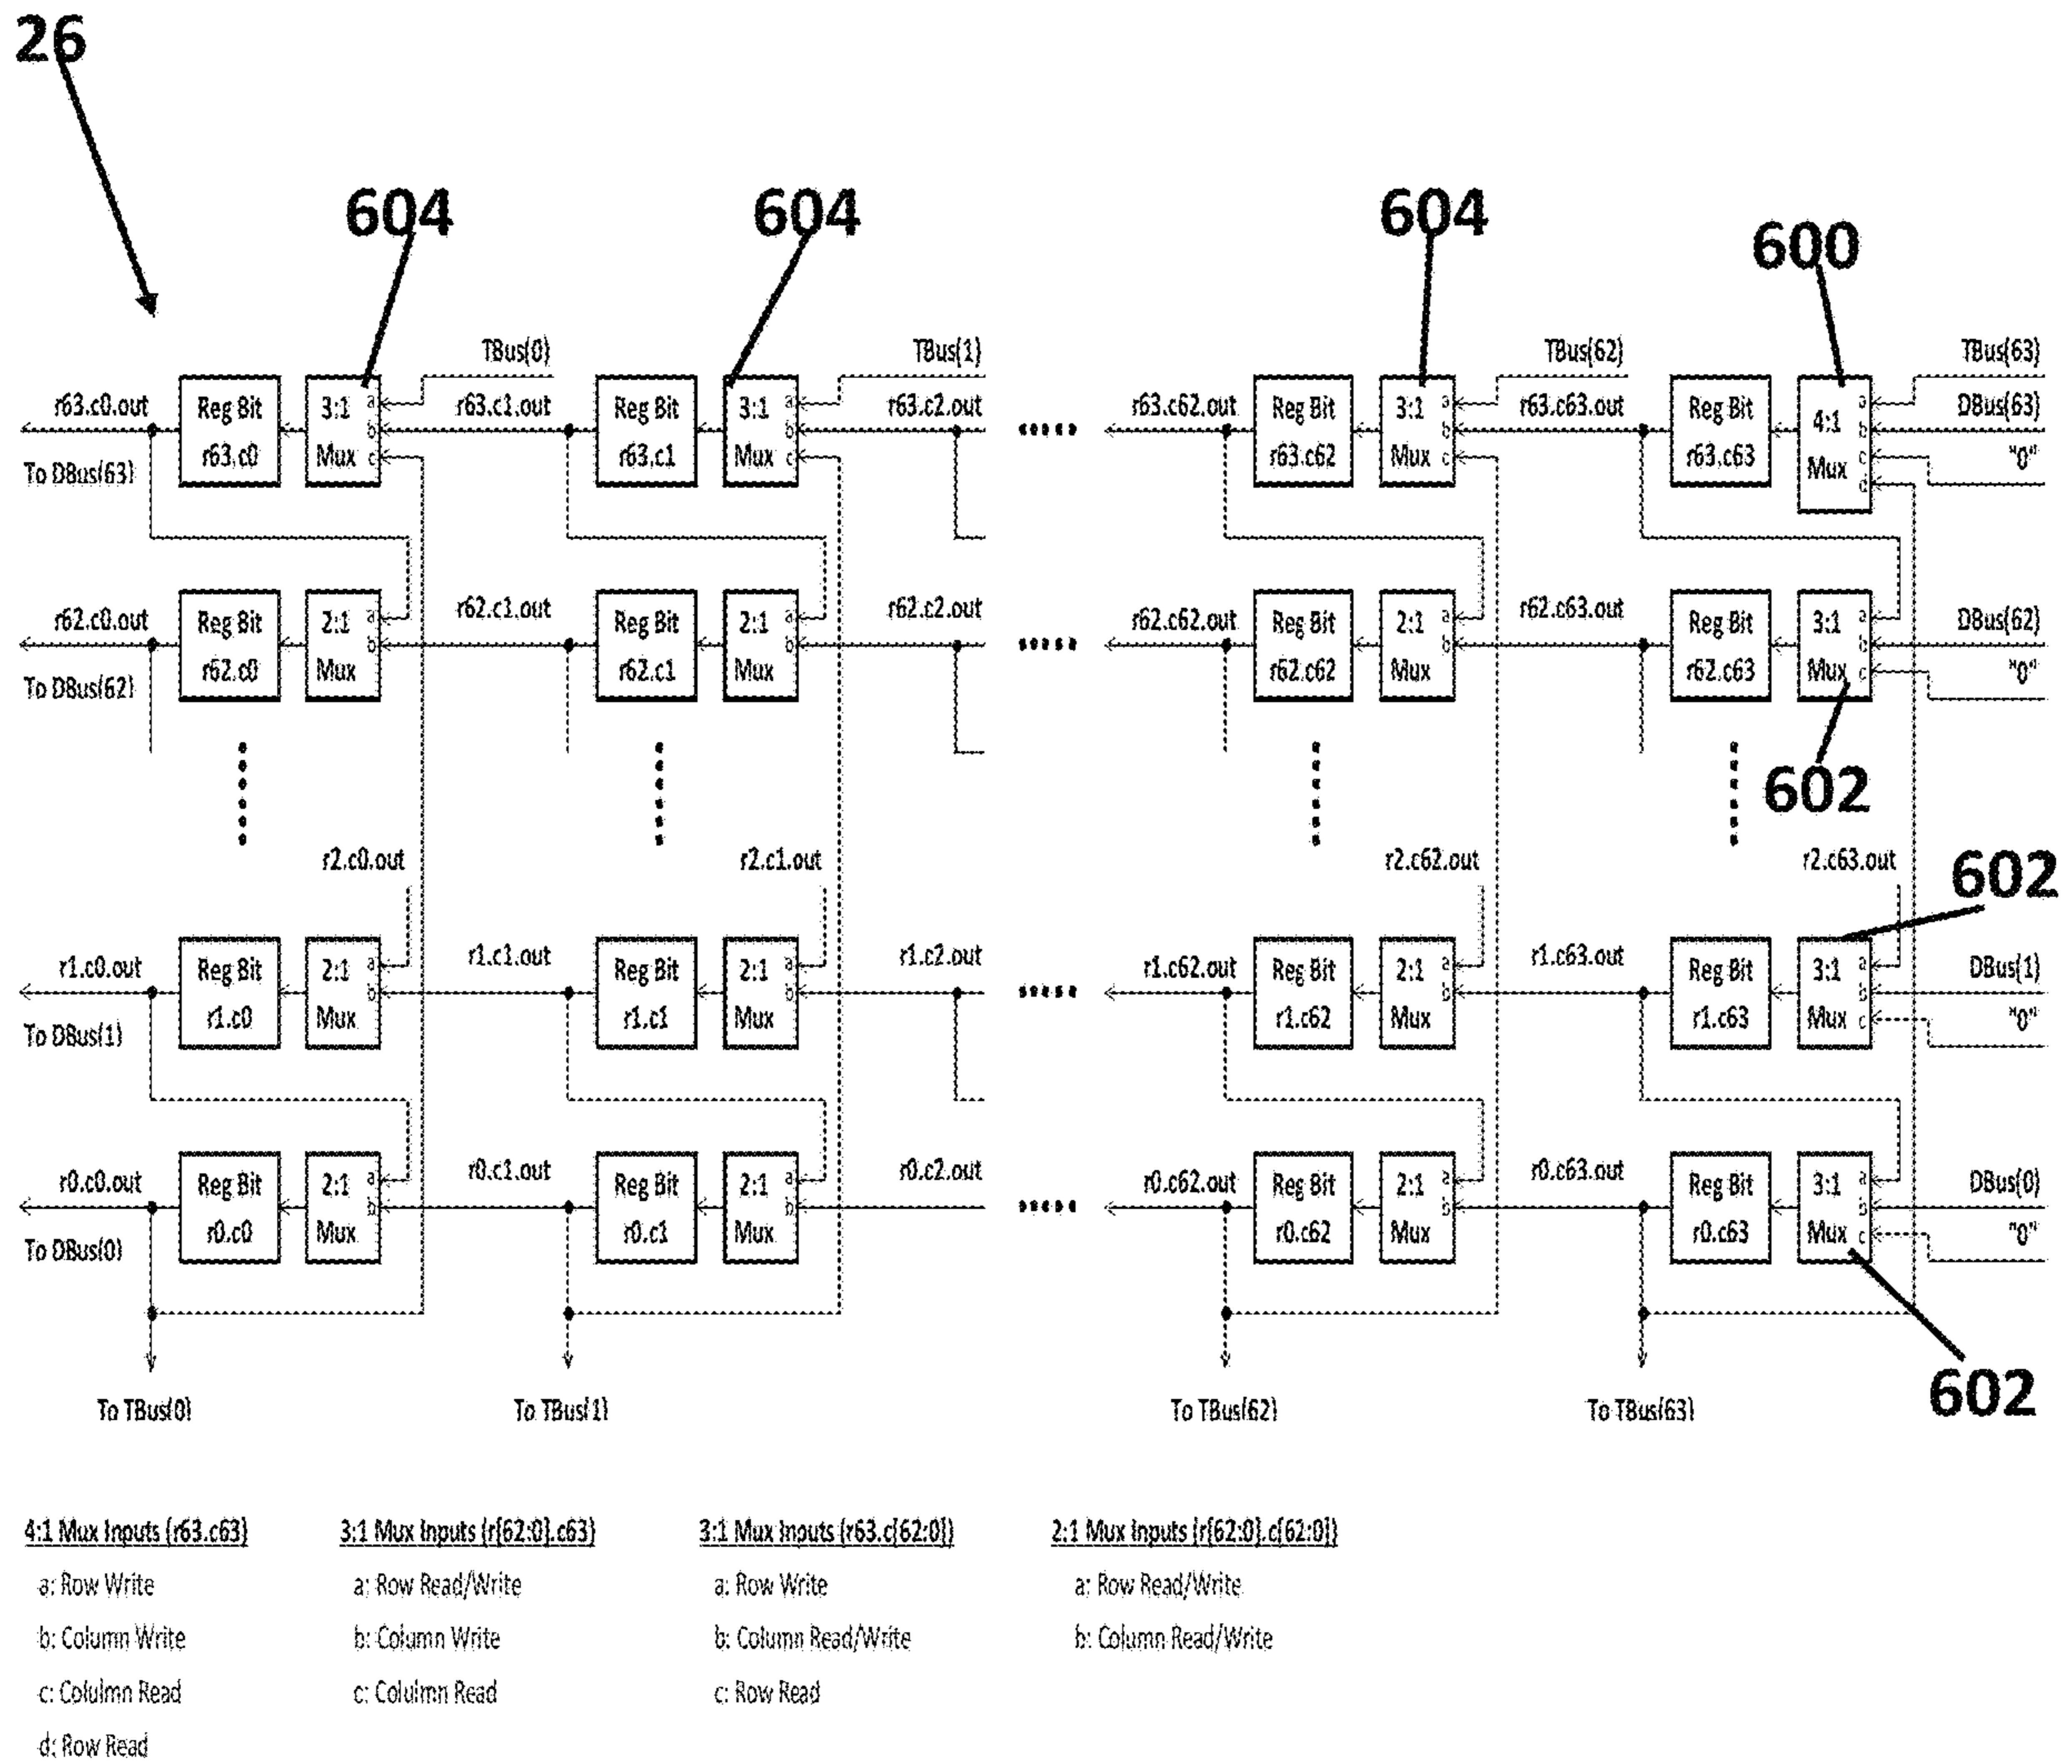 26
604 604 604 600
TBus(0) TBus(1) TBus(62) TBus(63)
r63.c0.out Reg Bit 3:1 a r63.c1.out Reg Bit 3:1 a r63.c2.out r63.c62.out Reg Bit 3:1 a r63.c63.out Reg Bit 4:1 a DBus(63)
b b b b
To DBus(63) r63.c0 Mux c r63.c1 Mux c r63.c62 Mux c r63.c63 Mux c "0"
d
r62.c0.out Reg Bit 2:1 a r62.c1.out Reg Bit 2:1 a r62.c2.out r62.c62.out Reg Bit 2:1 a r62.c63.out Reg Bit 3:1 a DBus(62)
b b b b
To DBus(62) r62.c0 Mux r62.c1 Mux r62.c62 Mux r62.c63 Mux c "0"
602
r2.c0.out r2.c1.out r2.c62.out r2.c63.out
602
r1.c0.out Reg Bit 2:1 a r1.c1.out Reg Bit 2:1 a r1.c2.out r1.c62.out Reg Bit 2:1 a r1.c63.out Reg Bit 3:1 a DBus(1)
b b b b
To DBus(1) r1.c0 Mux r1.c1 Mux r1.c62 Mux r1.c63 Mux c "0"
r0.c0.out Reg Bit 2:1 a r0.c1.out Reg Bit 2:1 a r0.c2.out r0.c62.out Reg Bit 2:1 a r0.c63.out Reg Bit 3:1 a DBus(0)
b b b b
To DBus(0) r0.c0 Mux r0.c1 Mux r0.c62 Mux r0.c63 Mux c "0"
602
To TBus(0) To TBus(1) To TBus(62) To TBus(63)
4:1 Mux Inputs (r63.c63)
a: Row Write
b: Column Write
c: Colulmn Read
d: Row Read
3:1 Mux Inputs (r[62:0].c63)
a: Row Read/Write
b: Column Write
c: Colulmn Read
3:1 Mux Inputs (r63.c[62:0])
a: Row Write
b: Column Read/Write
c: Row Read
2:1 Mux Inputs (r[62:0].c[62:0])
a: Row Read/Write
b: Column Read/Write